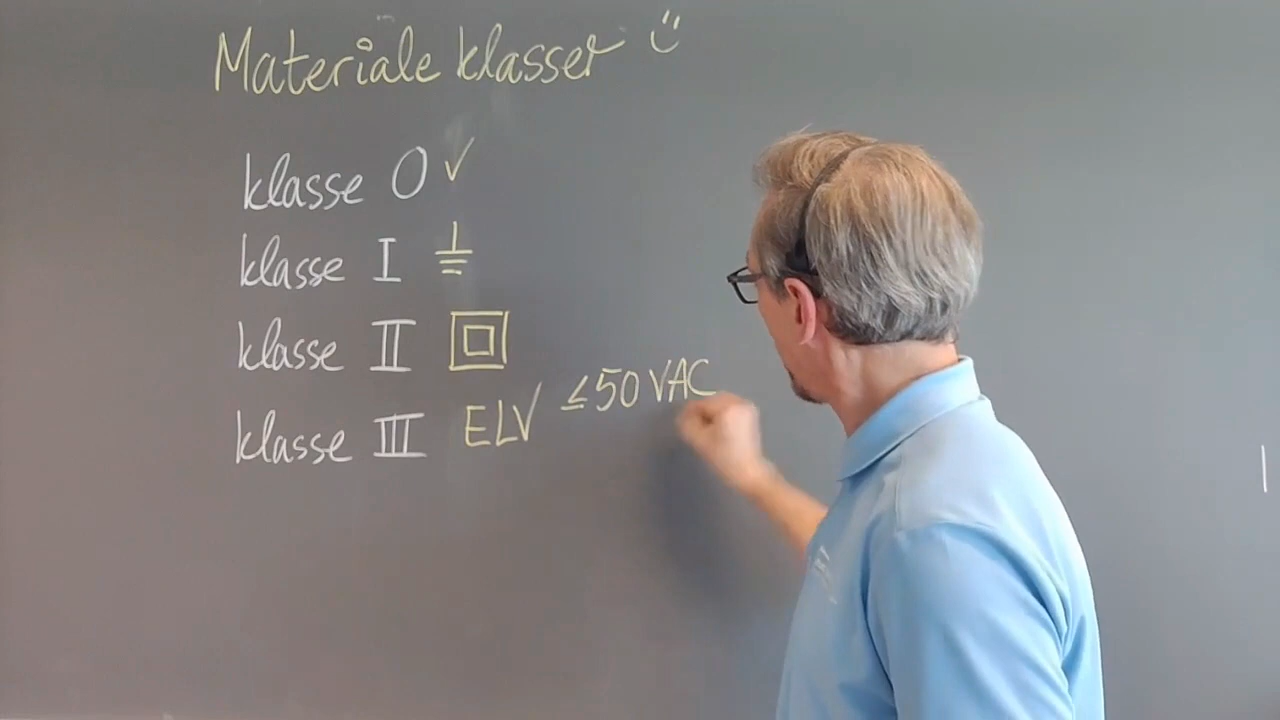 Materiale klasser
klasse 0 ✓
klasse I ⏚
klasse II ⧈
klasse III ELV ≤50 VAC